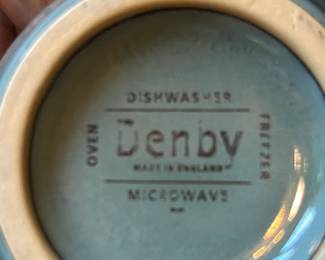 DISHWASHER
OVEN
Denby
FREEZER
MADE IN ENGLAND
MICROWAVE